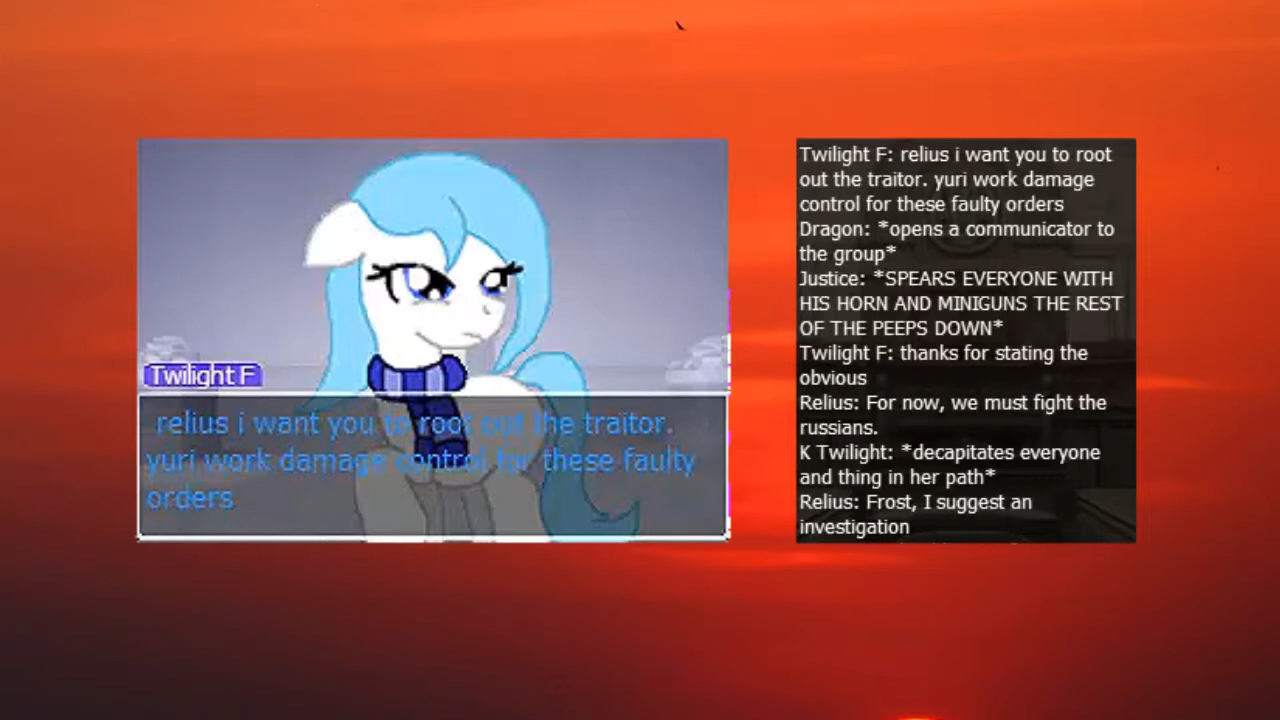 Twilight F
relius i want you to root out the traitor.
yuri work damage control for these faulty
orders
Twilight F: relius i want you to root
out the traitor. yuri work damage
control for these faulty orders
Dragon: *opens a communicator to
the group*
Justice: *SPEARS EVERYONE WITH
HIS HORN AND MINIGUNS THE REST
OF THE PEEPS DOWN*
Twilight F: thanks for stating the
obvious
Relius: For now, we must fight the
russians.
K Twilight: *decapitates everyone
and thing in her path*
Relius: Frost, I suggest an
investigation